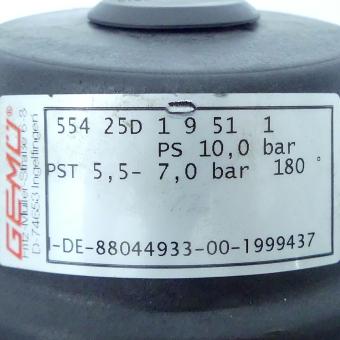 GEMÜ®
Fritz-Müller-Straße 6-8
D-74653 Ingelfingen
554 25D 1 9 51 1
PS 10,0 bar
PST 5,5- 7,0 bar 180 °
I-DE-88044933-00-1999437